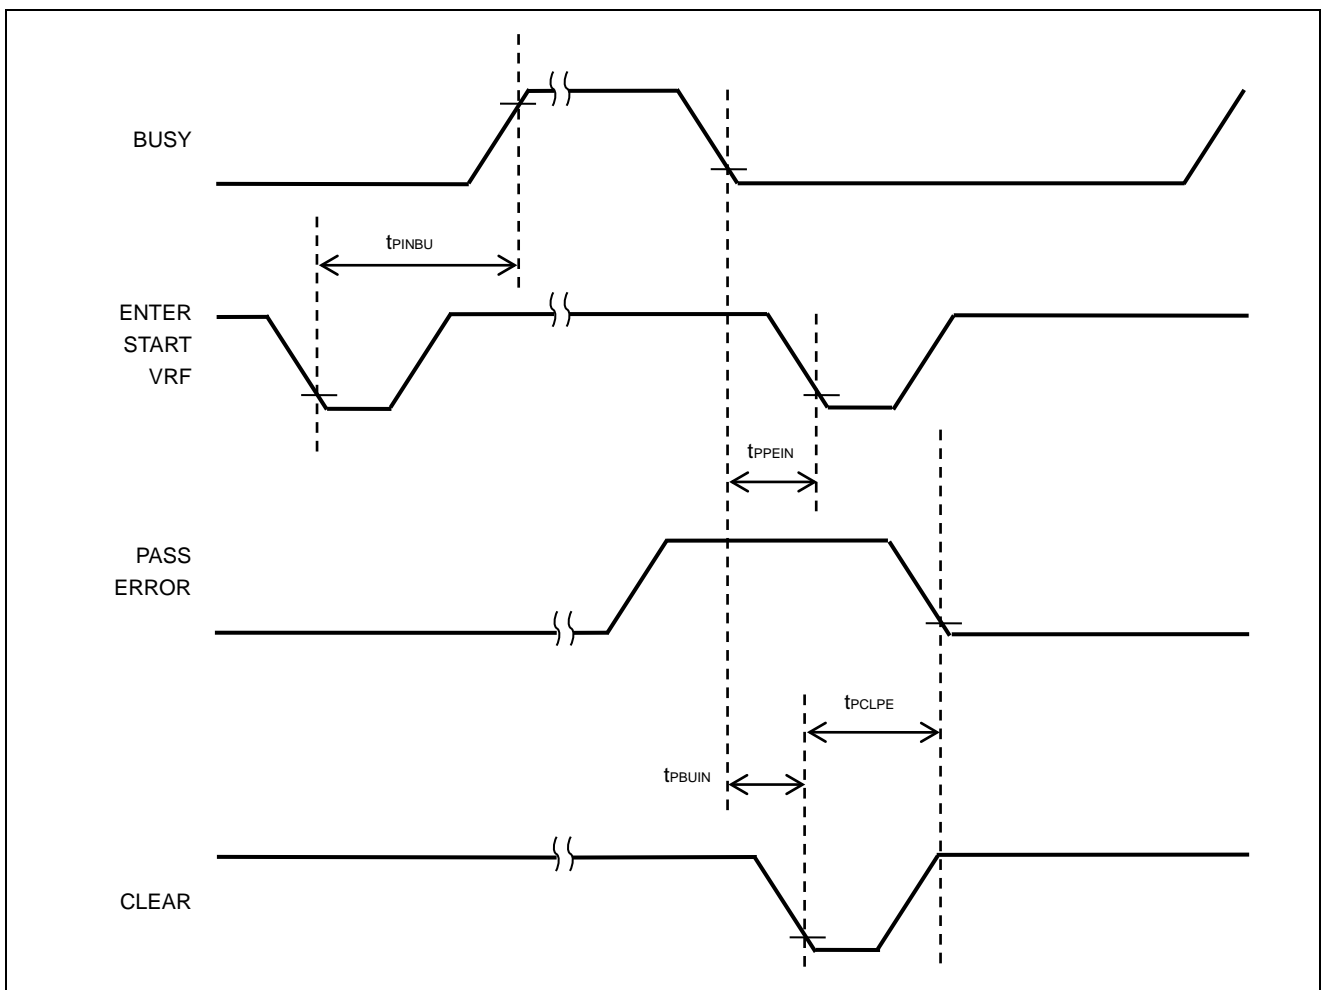 BUSY
tPINBU
ENTER
START
VRF
tPPEIN
PASS
ERROR
tPCLPE
tPBUIN
CLEAR